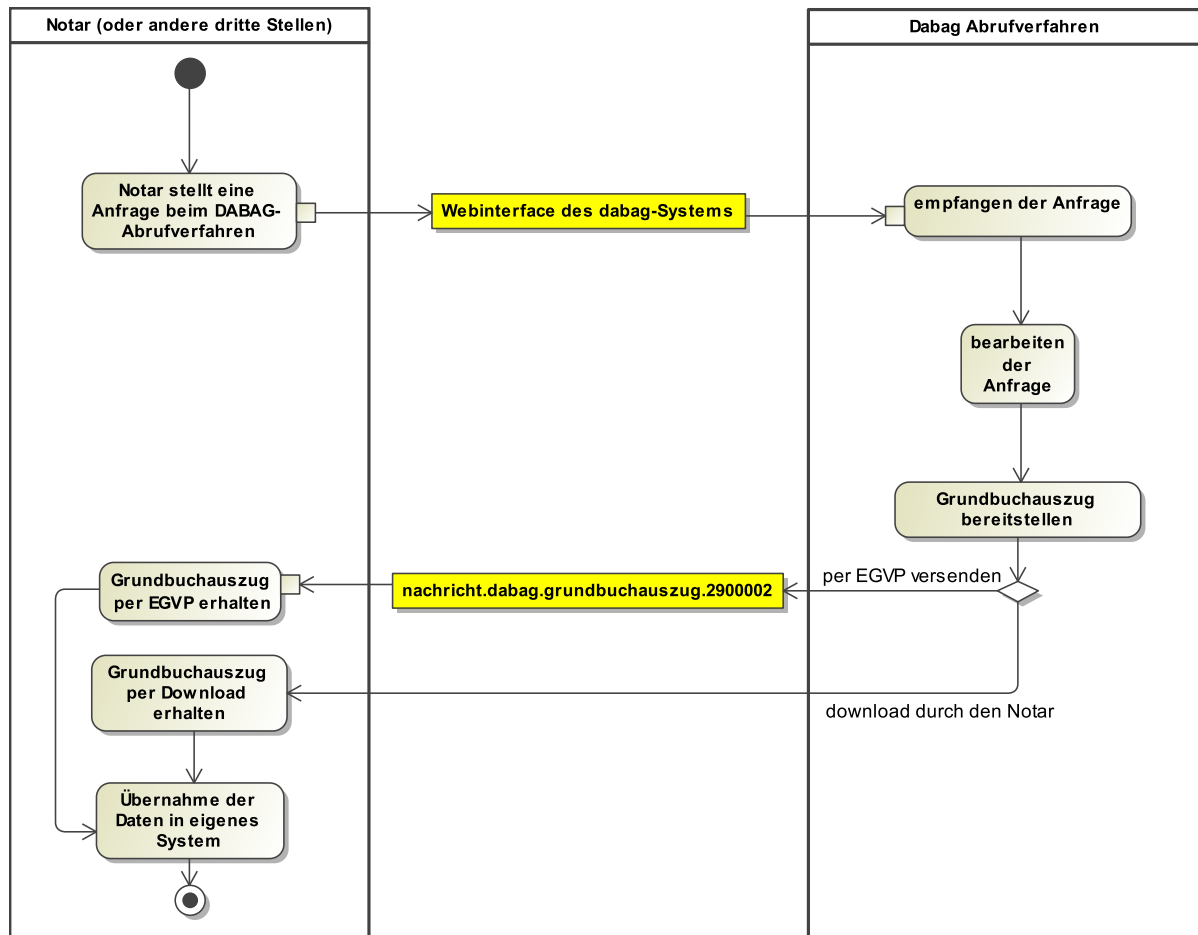 Notar (oder andere dritte Stellen)
Dabag Abrufverfahren
Notar stellt eine
Anfrage beim DABAG-
Abrufverfahren
Webinterface des dabag-Systems
empfangen der Anfrage
bearbeiten
der
Anfrage
Grundbuchauszug
bereitstellen
per EGVP versenden
nachricht.dabag.grundbuchauszug.2900002
Grundbuchauszug
per EGVP erhalten
Grundbuchauszug
per Download
erhalten
download durch den Notar
Übernahme der
Daten in eigenes
System